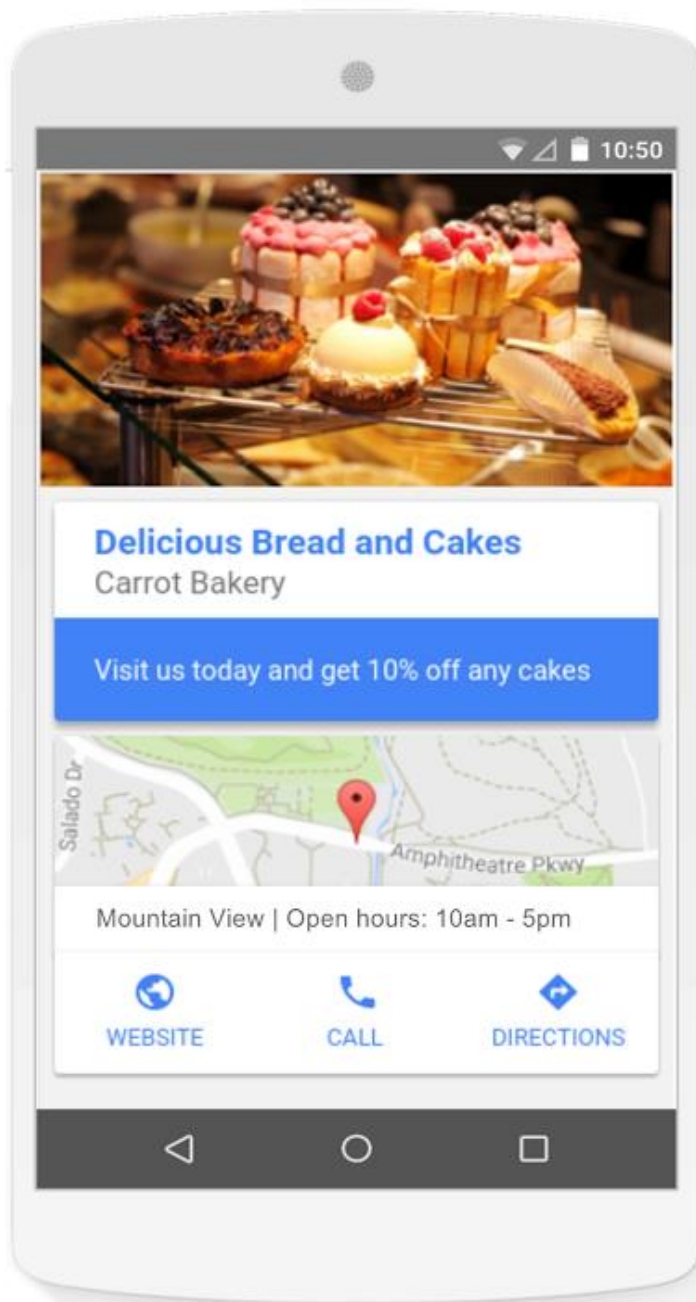 10:50
Delicious Bread and Cakes
Carrot Bakery
Visit us today and get 10% off any cakes
Salado Dr
Amphitheatre Pkwy
Mountain View | Open hours: 10am - 5pm
WEBSITE CALL DIRECTIONS